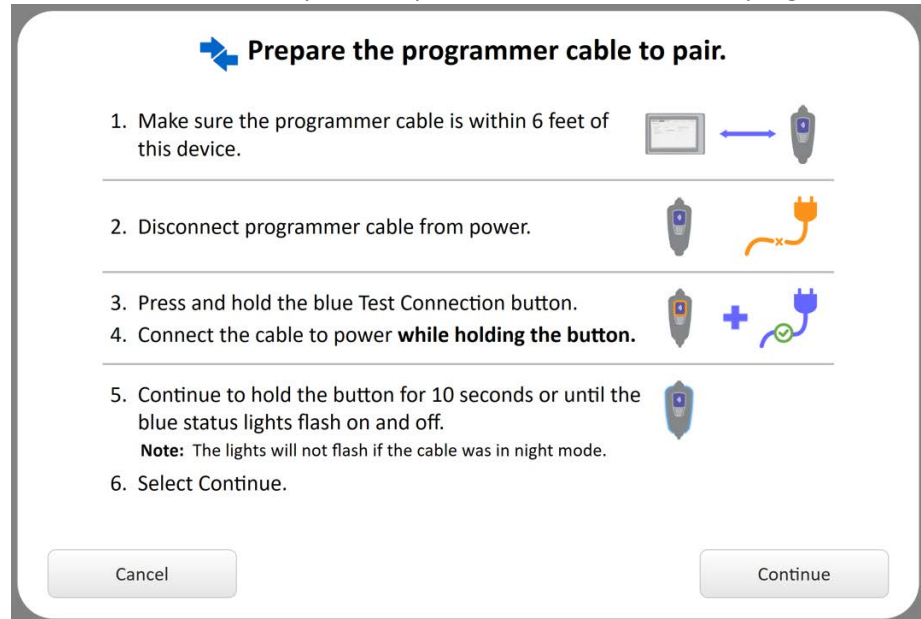 Prepare the programmer cable to pair.
1. Make sure the programmer cable is within 6 feet of
this device.
2. Disconnect programmer cable from power.
3. Press and hold the blue Test Connection button.
4. Connect the cable to power while holding the button.
5. Continue to hold the button for 10 seconds or until the
blue status lights flash on and off.
Note: The lights will not flash if the cable was in night mode.
6. Select Continue.
Cancel
Continue